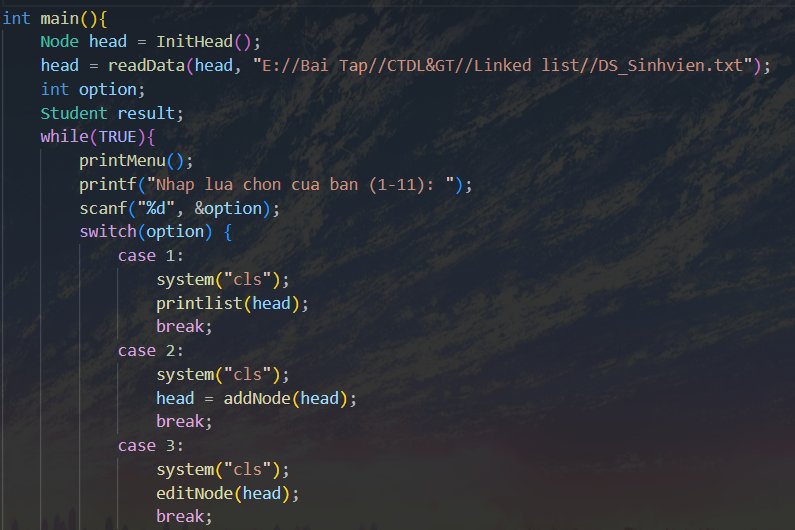 int main(){
    Node head = InitHead();
    head = readData(head, "E://Bai Tap//CTDL&GT//Linked list//DS_Sinhvien.txt");
    int option;
    Student result;
    while(TRUE){
        printMenu();
        printf("Nhap lua chon cua ban (1-11): ");
        scanf("%d", &option);
        switch(option) {
            case 1:
                system("cls");
                printlist(head);
                break;
            case 2:
                system("cls");
                head = addNode(head);
                break;
            case 3:
                system("cls");
                editNode(head);
                break;